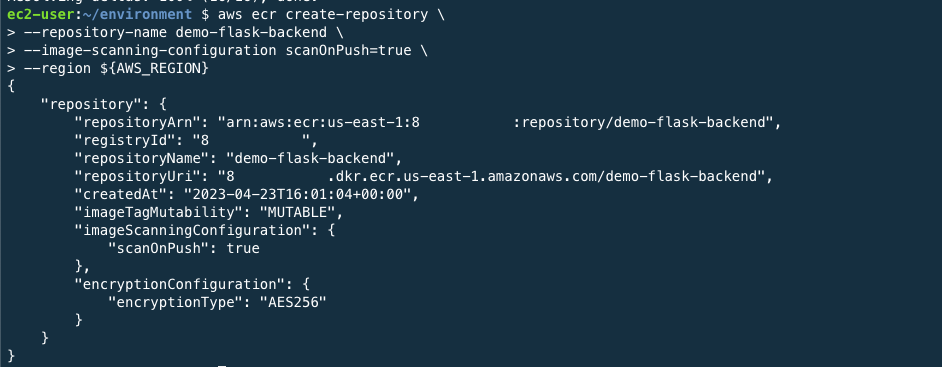 ec2-user:~/environment $ aws ecr create-repository \
> --repository-name demo-flask-backend \
> --image-scanning-configuration scanOnPush=true \
> --region ${AWS_REGION}
{
    "repository": {
        "repositoryArn": "arn:aws:ecr:us-east-1:8           :repository/demo-flask-backend",
        "registryId": "8           ",
        "repositoryName": "demo-flask-backend",
        "repositoryUri": "8           .dkr.ecr.us-east-1.amazonaws.com/demo-flask-backend",
        "createdAt": "2023-04-23T16:01:04+00:00",
        "imageTagMutability": "MUTABLE",
        "imageScanningConfiguration": {
            "scanOnPush": true
        },
        "encryptionConfiguration": {
            "encryptionType": "AES256"
        }
    }
}